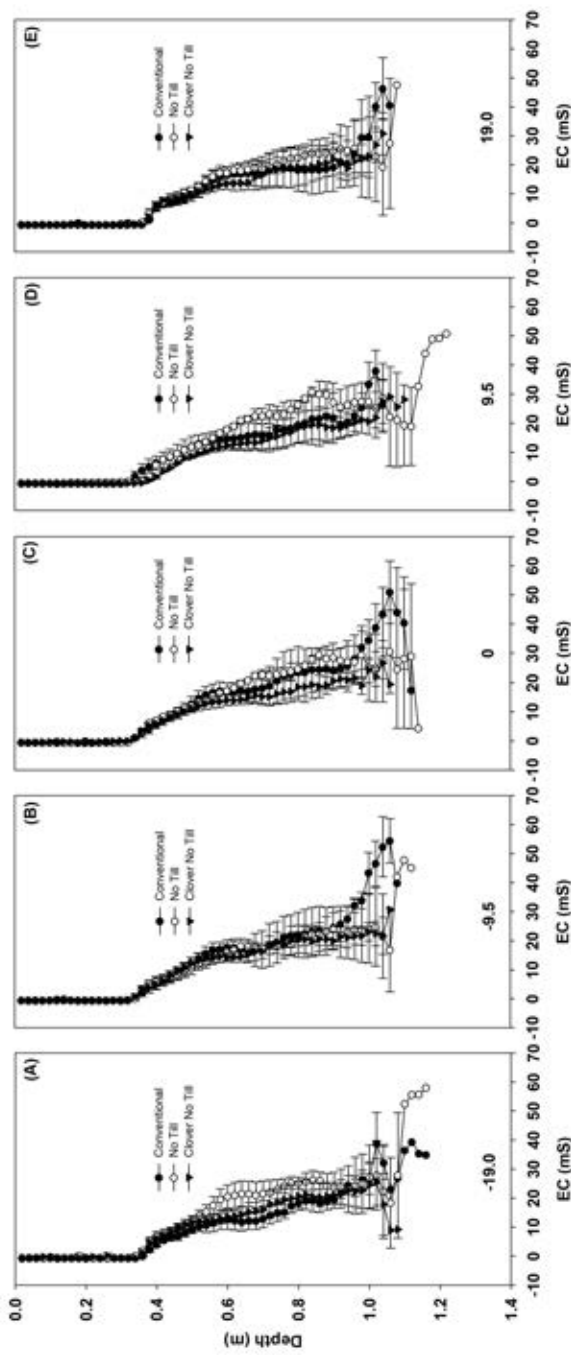 (A)
Conventional
No Till
Clover No Till
-19.0
Depth (m)
0.0
0.2
0.4
0.6
0.8
1.0
1.2
1.4
-10 0 10 20 30 40 50 60 70
EC (mS)
(B)
Conventional
No Till
Clover No Till
-9.5
-10 0 10 20 30 40 50 60 70
EC (mS)
(C)
Conventional
No Till
Clover No Till
0
-10 0 10 20 30 40 50 60 70
EC (mS)
(D)
Conventional
No Till
Clover No Till
9.5
-10 0 10 20 30 40 50 60 70
EC (mS)
(E)
Conventional
No Till
Clover No Till
19.0
-10 0 10 20 30 40 50 60 70
EC (mS)